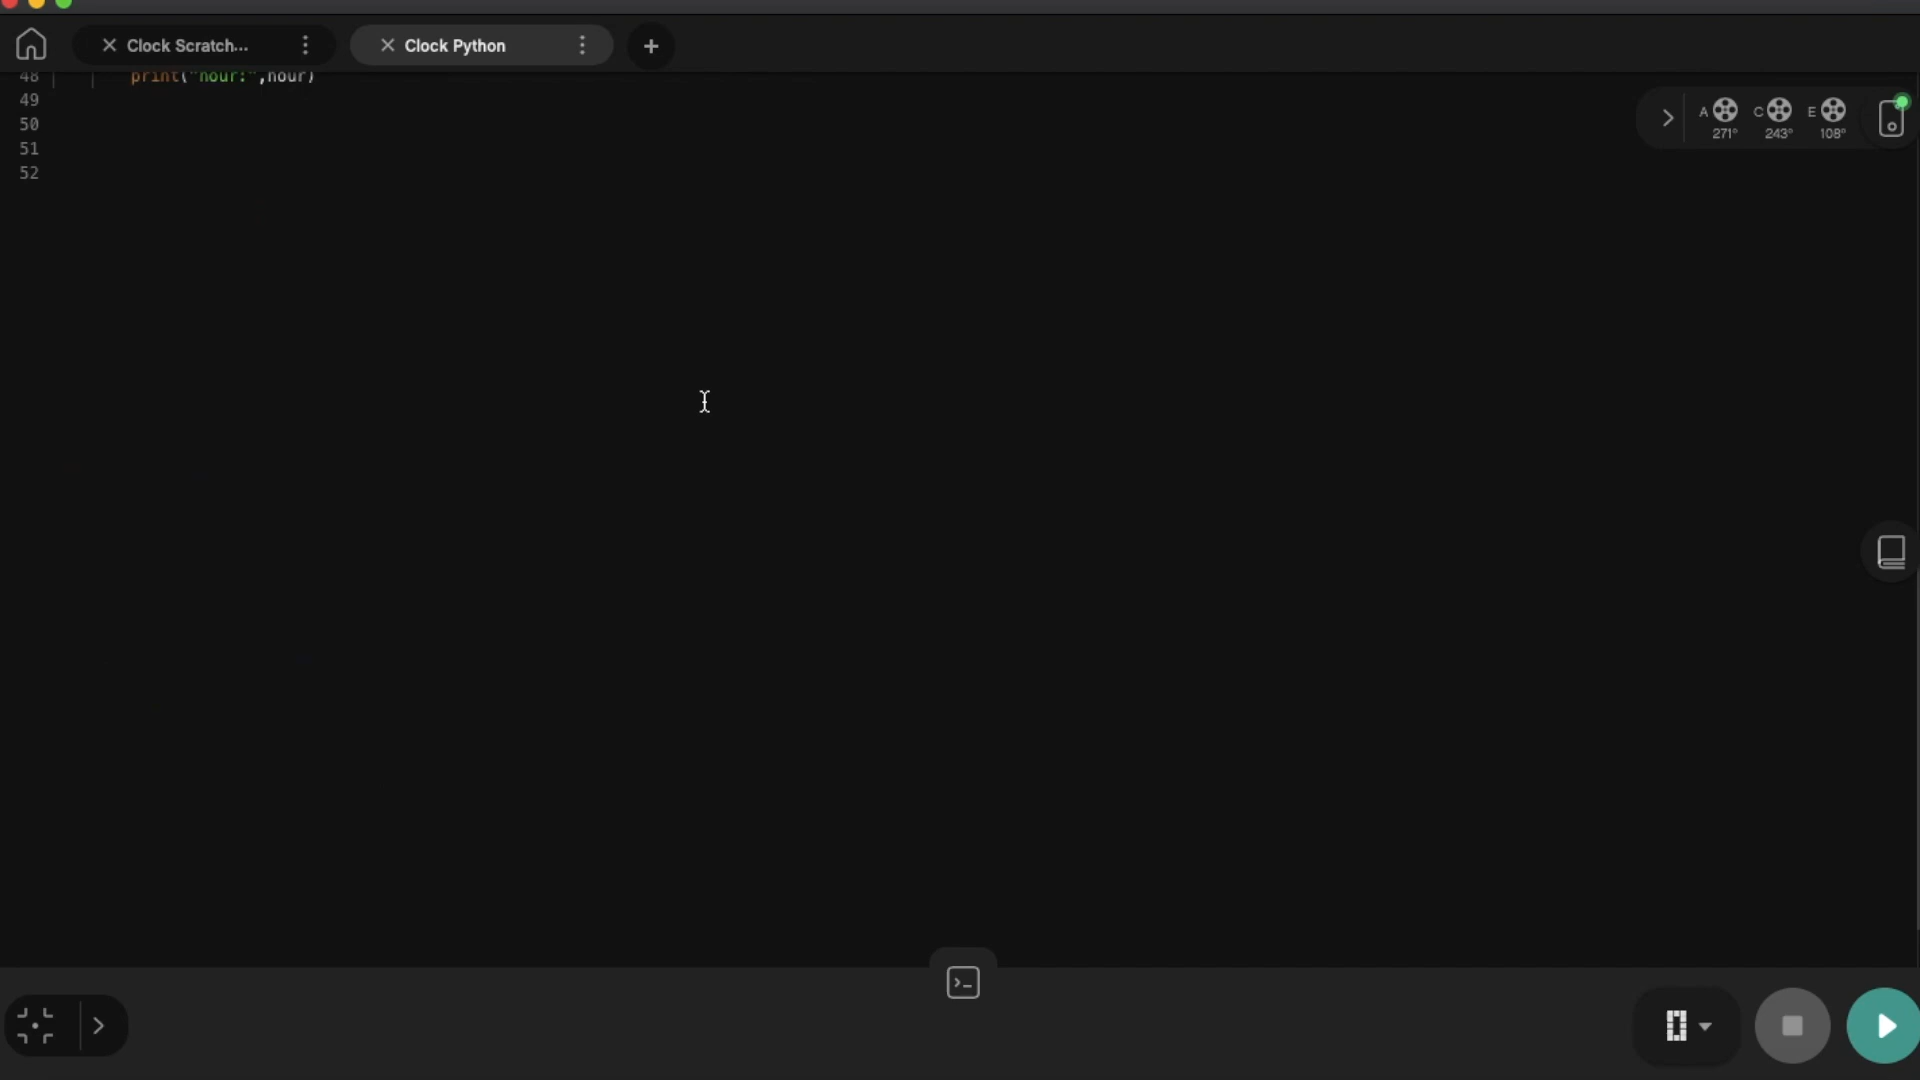 Clock Scratch...
Clock Python
48 print("hour:",hour)
49
50
51
52
A C E
271° 243° 108°